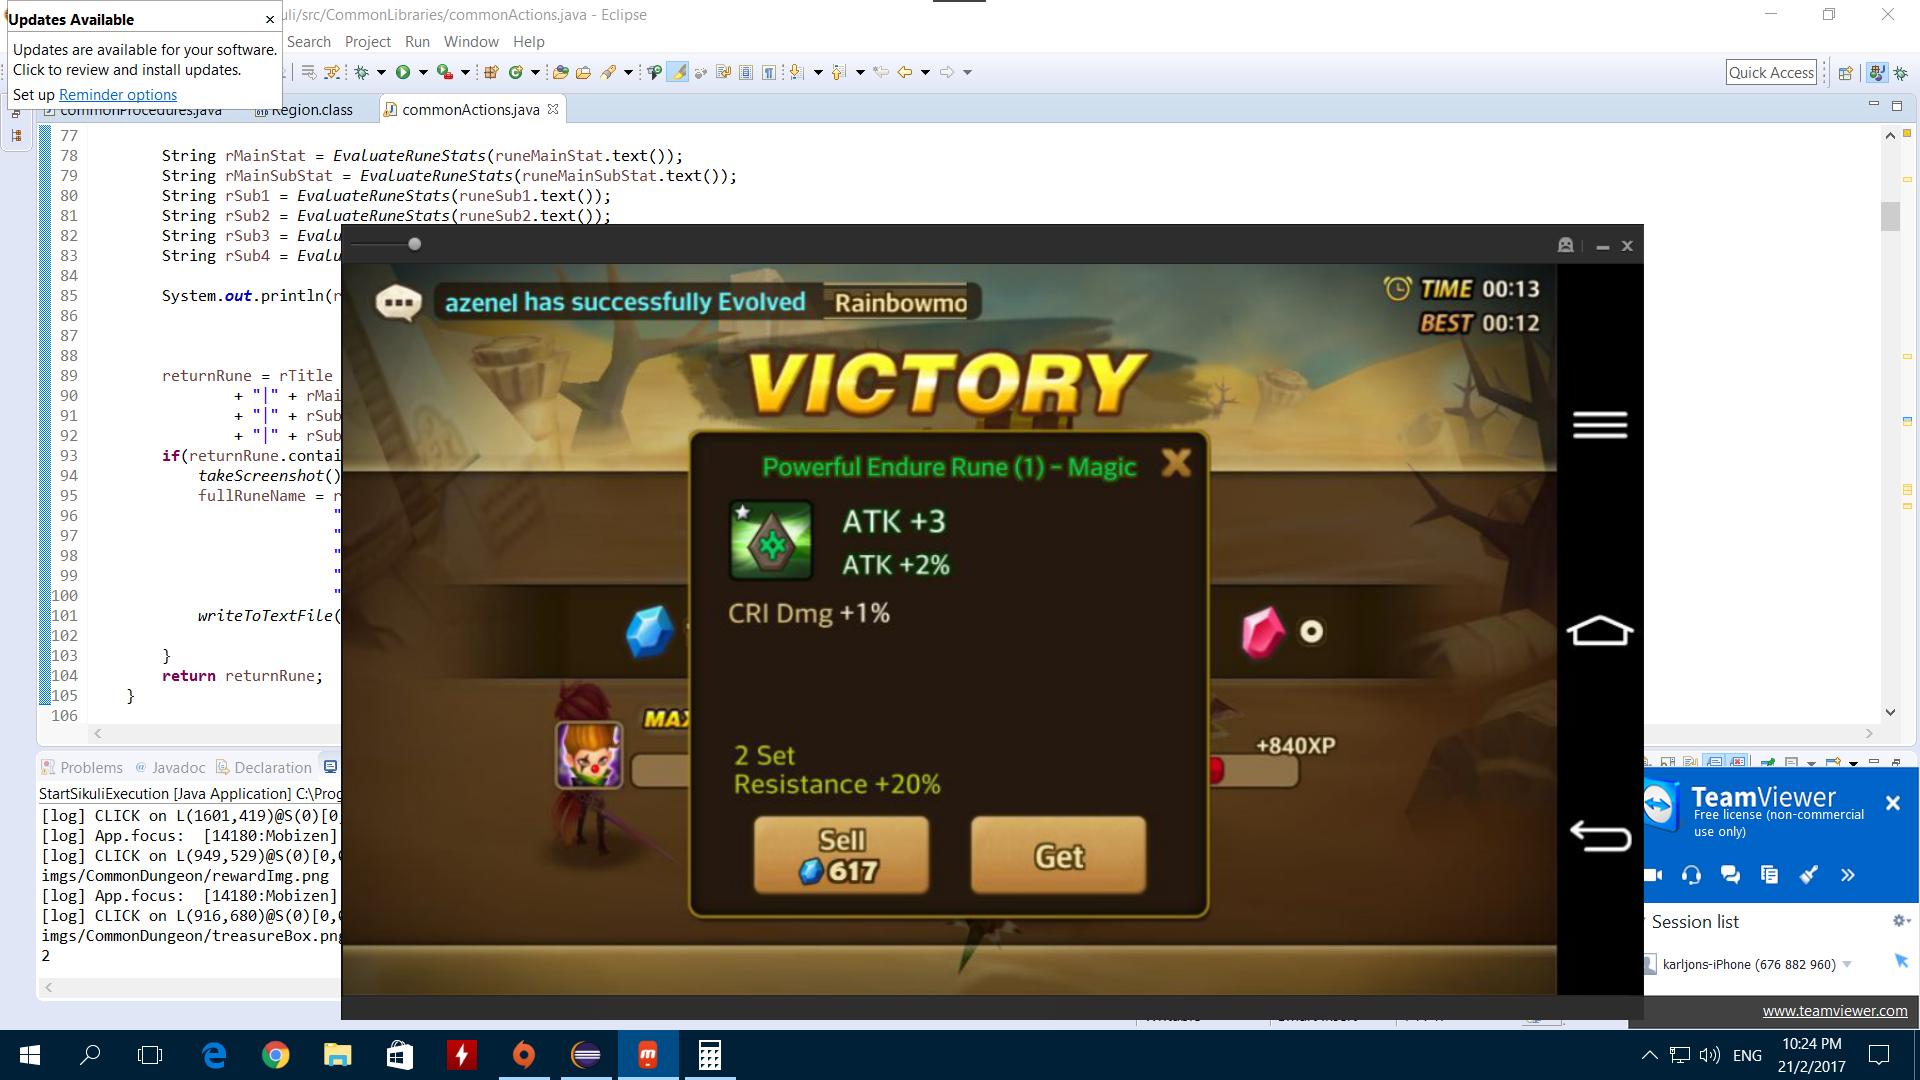 Updates Available
Updates are available for your software.
Click to review and install updates.
Set up Reminder options
uli/src/CommonLibraries/commonActions.java - Eclipse
Search Project Run Window Help
Quick Access
commonProcedures.java Region.class commonActions.java
77
78 String rMainStat = EvaluateRuneStats(runeMainStat.text());
79 String rMainSubStat = EvaluateRuneStats(runeMainSubStat.text());
80 String rSub1 = EvaluateRuneStats(runeSub1.text());
81 String rSub2 = EvaluateRuneStats(runeSub2.text());
82 String rSub3 = Evalu
83 String rSub4 = Evalu
84
85 System.out.println(r
86
87
88
89 returnRune = rTitle
90 + "|" + rMai
91 + "|" + rSub
92 + "|" + rSub
93 if(returnRune.contai
94 takeScreenshot()
95 fullRuneName = r
96 "
97 "
98 "
99 "
100 "
101 writeToTextFile(
102
103 }
104 return returnRune;
105 }
106
azenel has successfully Evolved Rainbowmo
TIME 00:13
BEST 00:12
VICTORY
Powerful Endure Rune (1) - Magic
ATK +3
ATK +2%
CRI Dmg +1%
MAX
+840XP
2 Set
Resistance +20%
Sell
617
Get
Problems Javadoc Declaration
StartSikuliExecution [Java Application] C:\Prog
[log] CLICK on L(1601,419)@S(0)[0,
[log] App.focus: [14180:Mobizen]
[log] CLICK on L(949,529)@S(0)[0,
imgs/CommonDungeon/rewardImg.png
[log] App.focus: [14180:Mobizen]
[log] CLICK on L(916,680)@S(0)[0,
imgs/CommonDungeon/treasureBox.png
2
TeamViewer
Free license (non-commercial
use only)
Session list
karljons-iPhone (676 882 960)
www.teamviewer.com
ENG
10:24 PM
21/2/2017